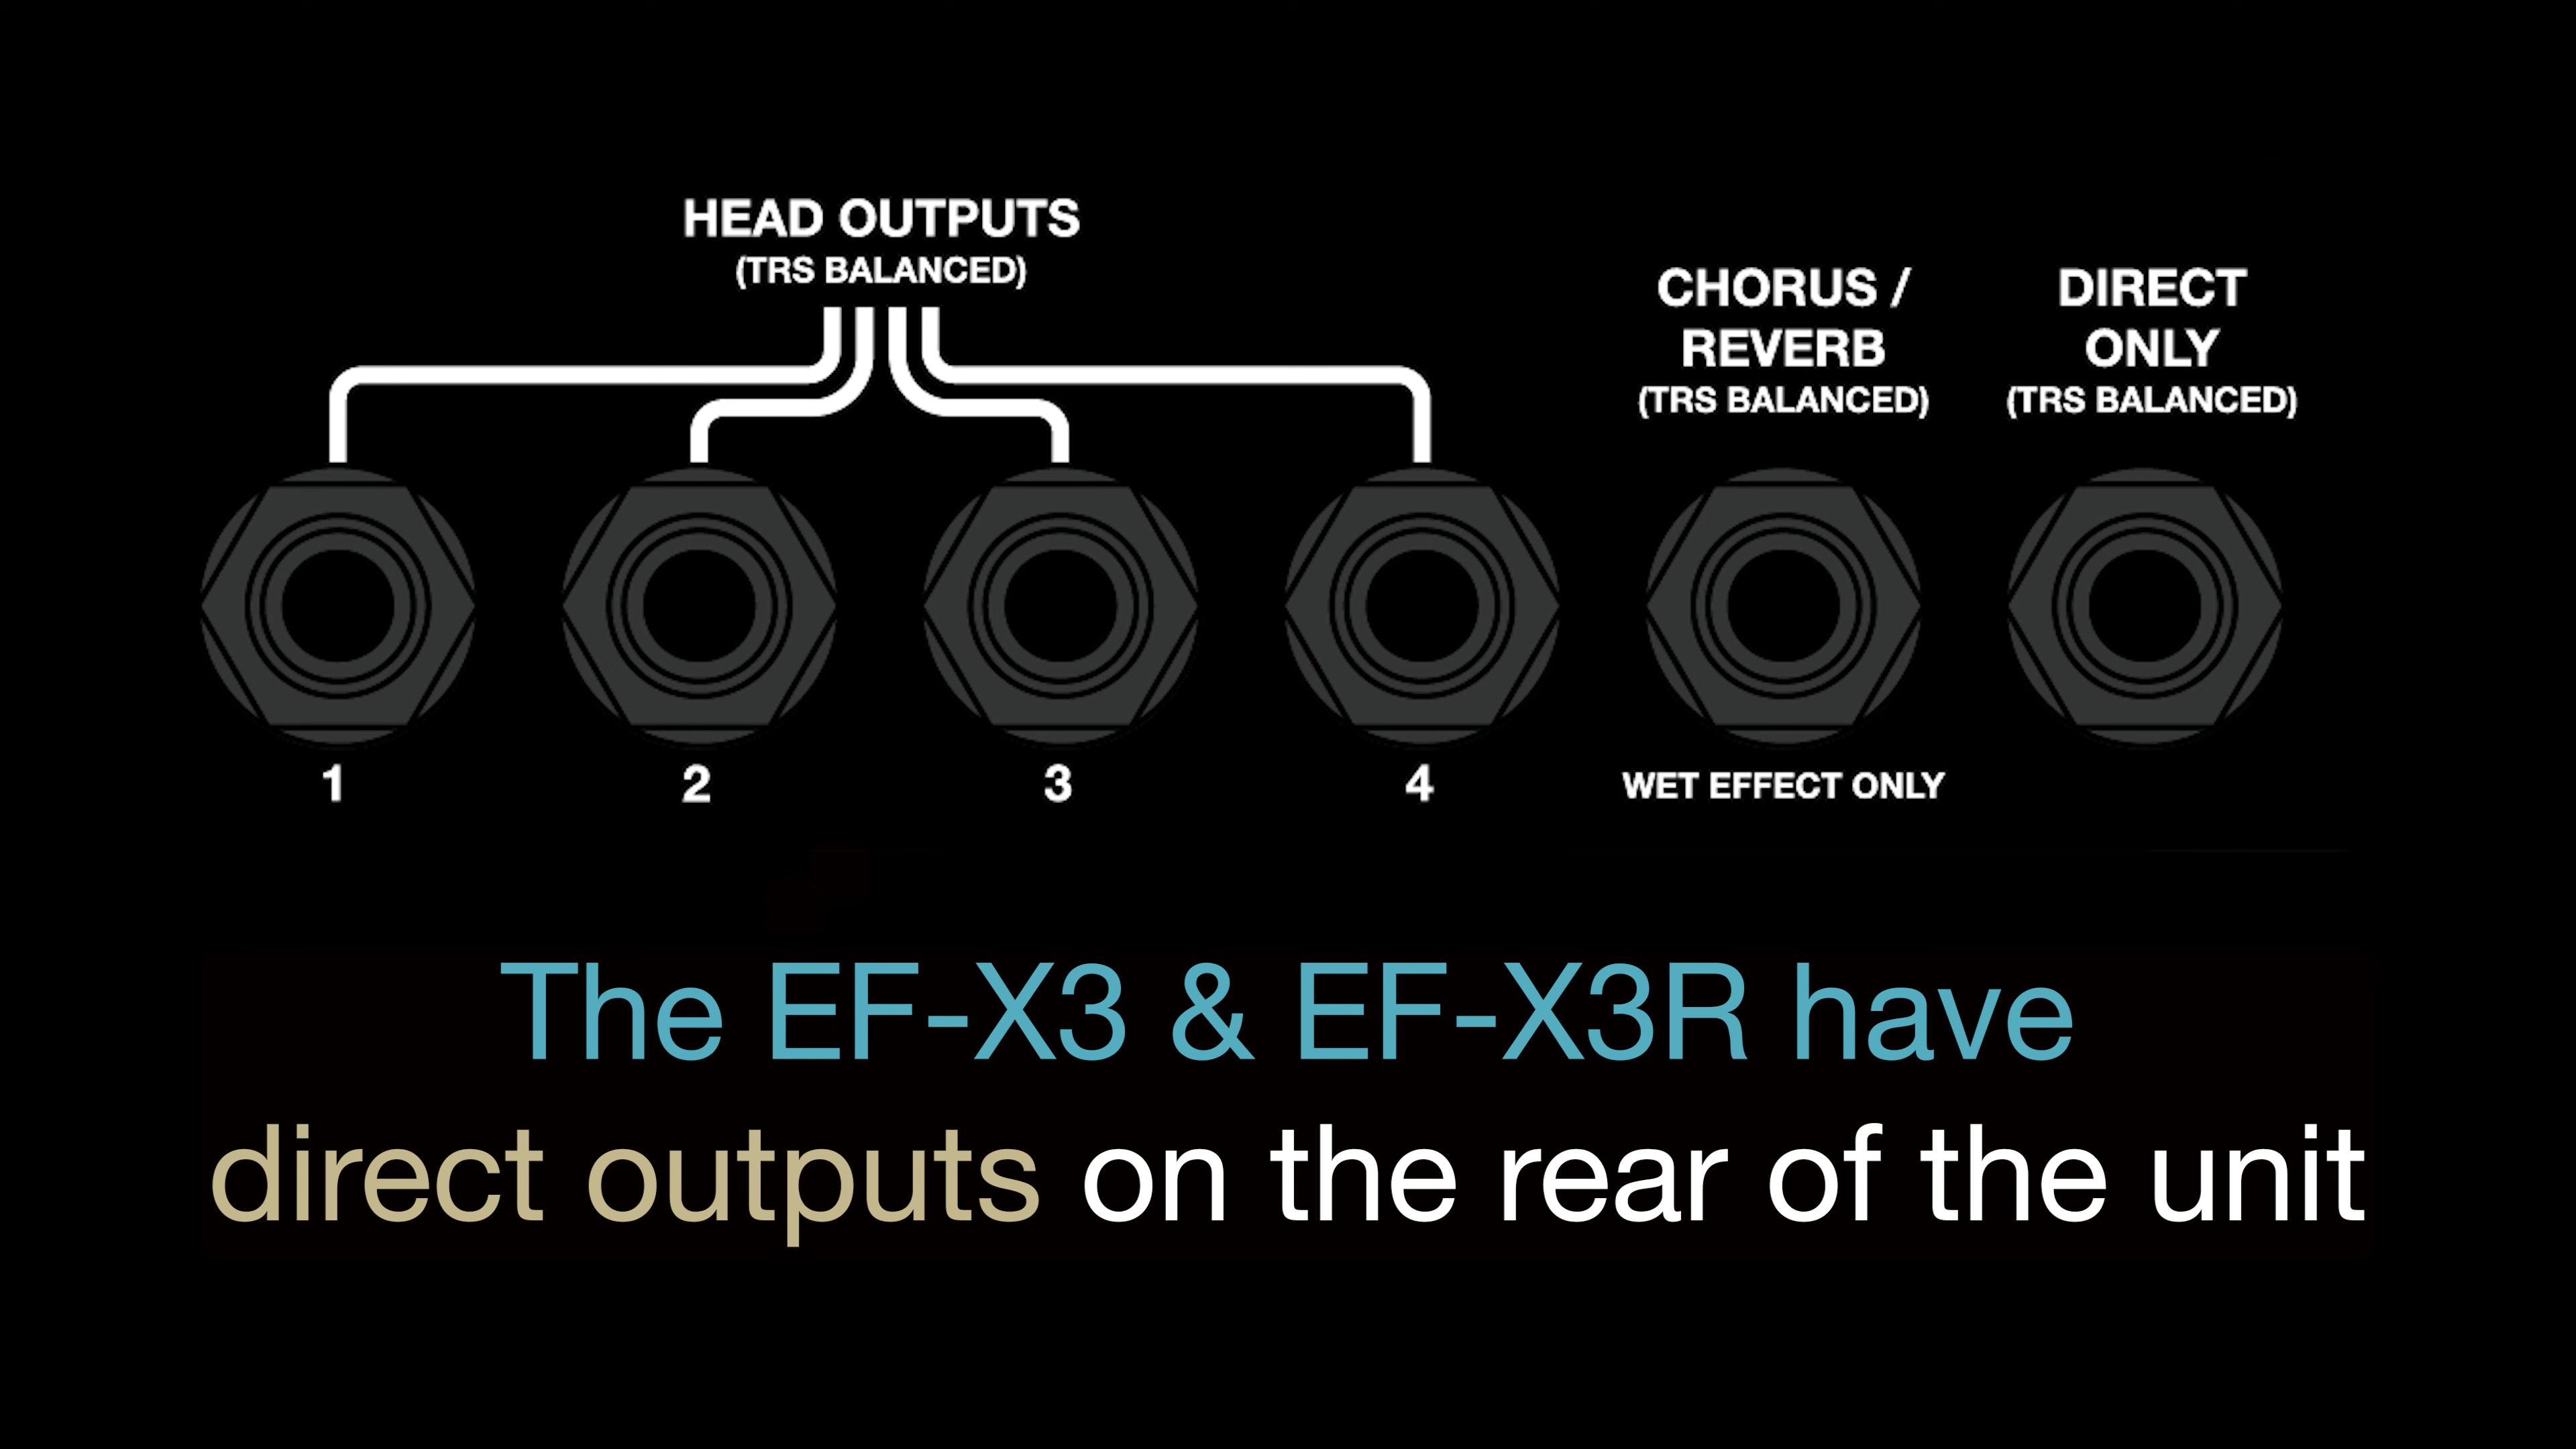 HEAD OUTPUTS
(TRS BALANCED)
CHORUS /
REVERB
(TRS BALANCED)
DIRECT
ONLY
(TRS BALANCED)
1
2
3
4
WET EFFECT ONLY
The EF-X3 & EF-X3R have
direct outputs on the rear of the unit